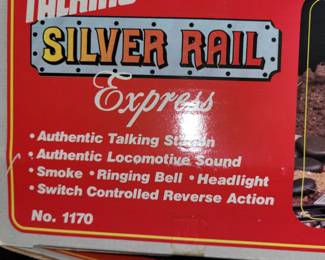 TALKING
SILVER RAIL
Express
• Authentic Talking Station
• Authentic Locomotive Sound
• Smoke • Ringing Bell • Headlight
• Switch Controlled Reverse Action
No. 1170